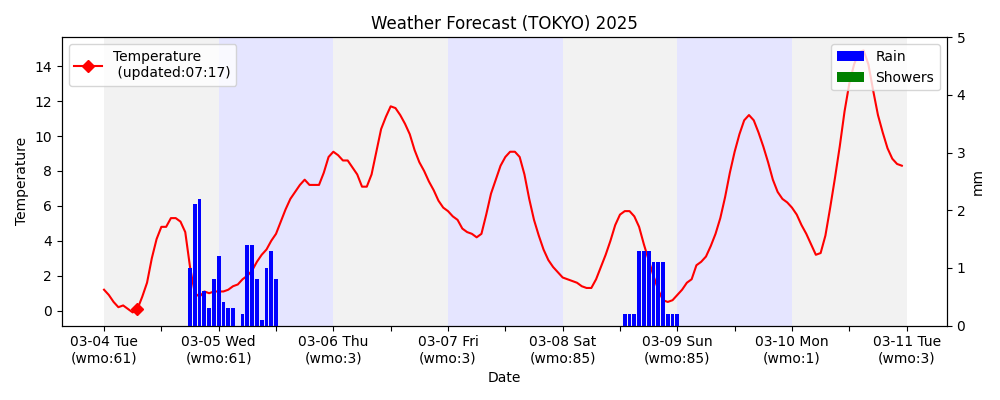 Weather Forecast (TOKYO) 2025
Temperature
(updated:07:17)
Rain
Showers
Temperature
14
12
10
8
6
4
2
0
5
4
3
2
1
0
mm
03-04 Tue 03-05 Wed 03-06 Thu 03-07 Fri 03-08 Sat 03-09 Sun 03-10 Mon 03-11 Tue
(wmo:61) (wmo:61) (wmo:3) (wmo:3) (wmo:85) (wmo:85) (wmo:1) (wmo:3)
Date